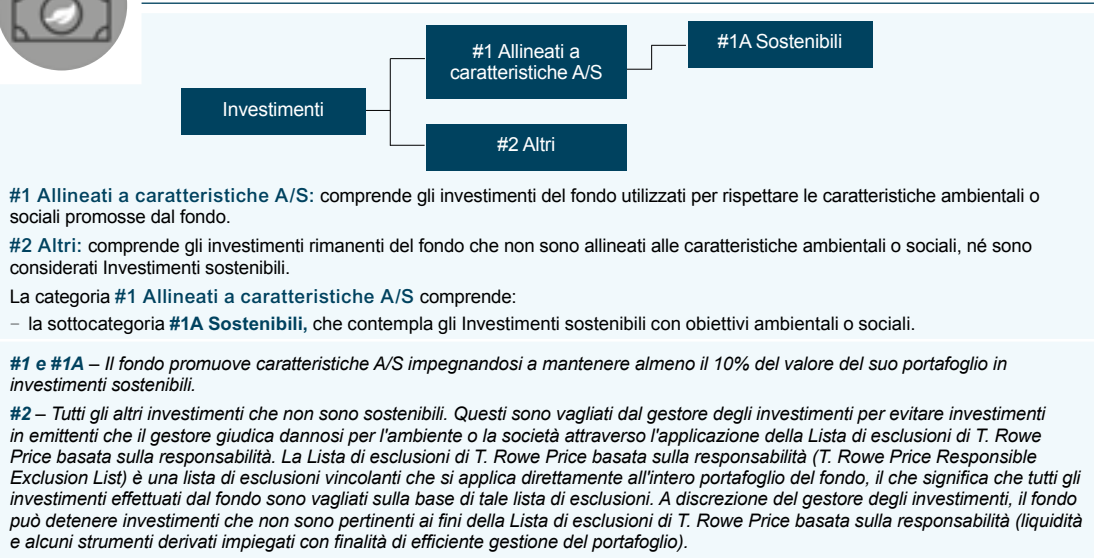 #1 Allineati a
caratteristiche A/S
#1A Sostenibili
Investimenti
#2 Altri
#1 Allineati a caratteristiche A/S: comprende gli investimenti del fondo utilizzati per rispettare le caratteristiche ambientali o
sociali promosse dal fondo.
#2 Altri: comprende gli investimenti rimanenti del fondo che non sono allineati alle caratteristiche ambientali o sociali, né sono
considerati Investimenti sostenibili.
La categoria #1 Allineati a caratteristiche A/S comprende:
– la sottocategoria #1A Sostenibili, che contempla gli Investimenti sostenibili con obiettivi ambientali o sociali.
#1 e #1A – Il fondo promuove caratteristiche A/S impegnandosi a mantenere almeno il 10% del valore del suo portafoglio in
investimenti sostenibili.
#2 – Tutti gli altri investimenti che non sono sostenibili. Questi sono vagliati dal gestore degli investimenti per evitare investimenti
in emittenti che il gestore giudica dannosi per l'ambiente o la società attraverso l'applicazione della Lista di esclusioni di T. Rowe
Price basata sulla responsabilità. La Lista di esclusioni di T. Rowe Price basata sulla responsabilità (T. Rowe Price Responsible
Exclusion List) è una lista di esclusioni vincolanti che si applica direttamente all'intero portafoglio del fondo, il che significa che tutti gli
investimenti effettuati dal fondo sono vagliati sulla base di tale lista di esclusioni. A discrezione del gestore degli investimenti, il fondo
può detenere investimenti che non sono pertinenti ai fini della Lista di esclusioni di T. Rowe Price basata sulla responsabilità (liquidità
e alcuni strumenti derivati impiegati con finalità di efficiente gestione del portafoglio).